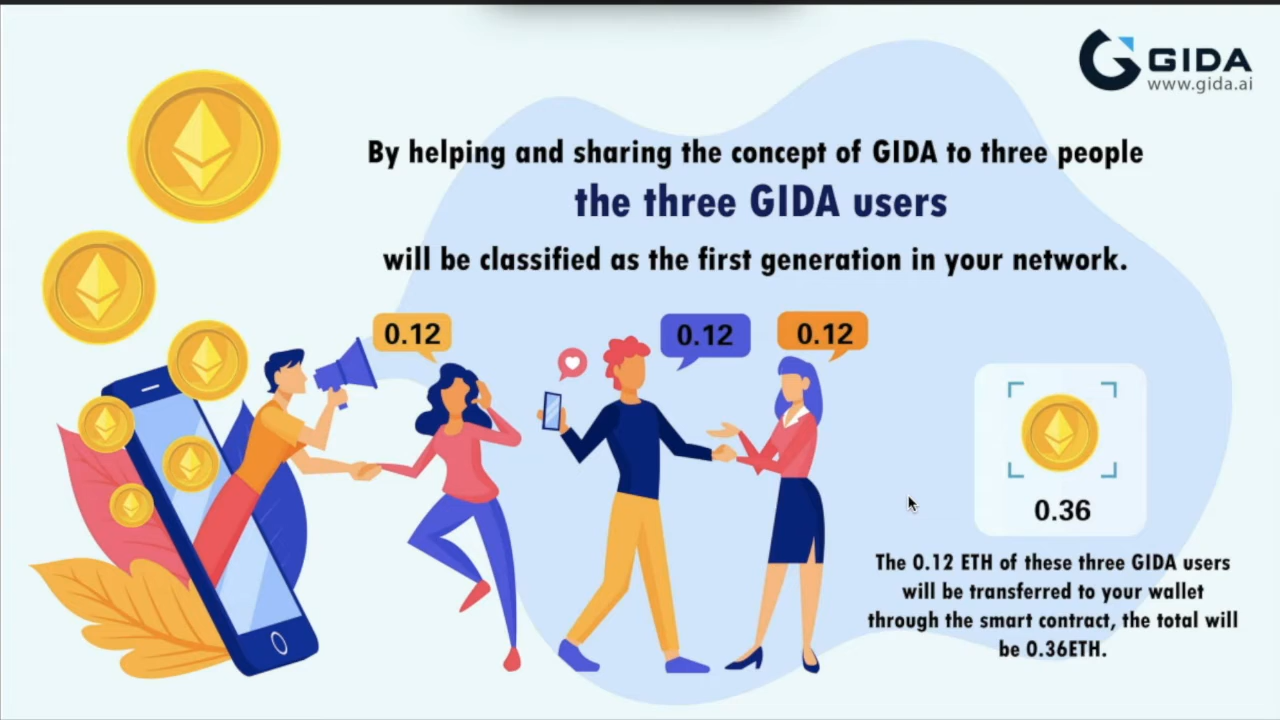 GIDA
www.gida.ai
By helping and sharing the concept of GIDA to three people
the three GIDA users
will be classified as the first generation in your network.
0.12
0.12
0.12
0.36
The 0.12 ETH of these three GIDA users
will be transferred to your wallet
through the smart contract, the total will
be 0.36ETH.